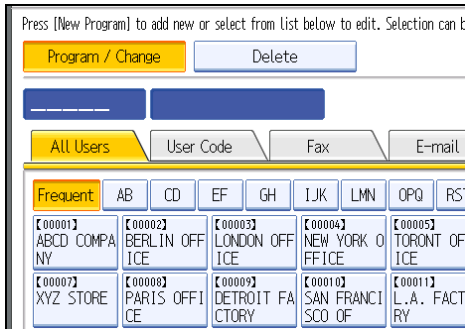 Press [New Program] to add new or select from list below to edit. Selection can b
Program / Change Delete
_____
All Users User Code Fax E-mail
Frequent AB CD EF GH IJK LMN OPQ RS
【00001】 【00002】 【00003】 【00004】 【00005】
ABCD COMPA BERLIN OFF LONDON OFF NEW YORK O TORONT OF
NY ICE ICE FFICE ICE
【00007】 【00008】 【00009】 【00010】 【00011】
XYZ STORE PARIS OFFI DETROIT FA SAN FRANCI L.A. FACT
CE CTORY SCO OF RY